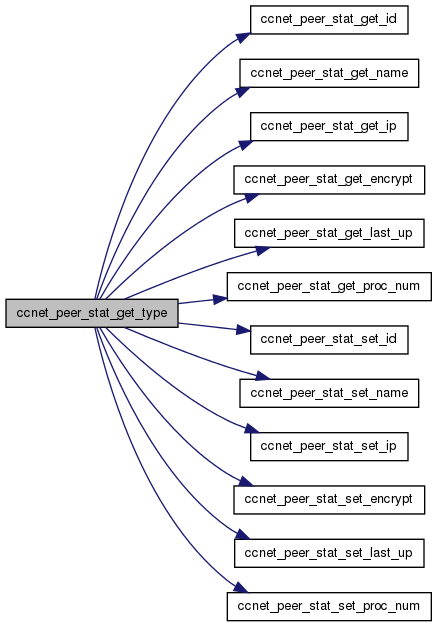 ccnet_peer_stat_get_id
ccnet_peer_stat_get_name
ccnet_peer_stat_get_ip
ccnet_peer_stat_get_encrypt
ccnet_peer_stat_get_last_up
ccnet_peer_stat_get_proc_num
ccnet_peer_stat_get_type
ccnet_peer_stat_set_id
ccnet_peer_stat_set_name
ccnet_peer_stat_set_ip
ccnet_peer_stat_set_encrypt
ccnet_peer_stat_set_last_up
ccnet_peer_stat_set_proc_num